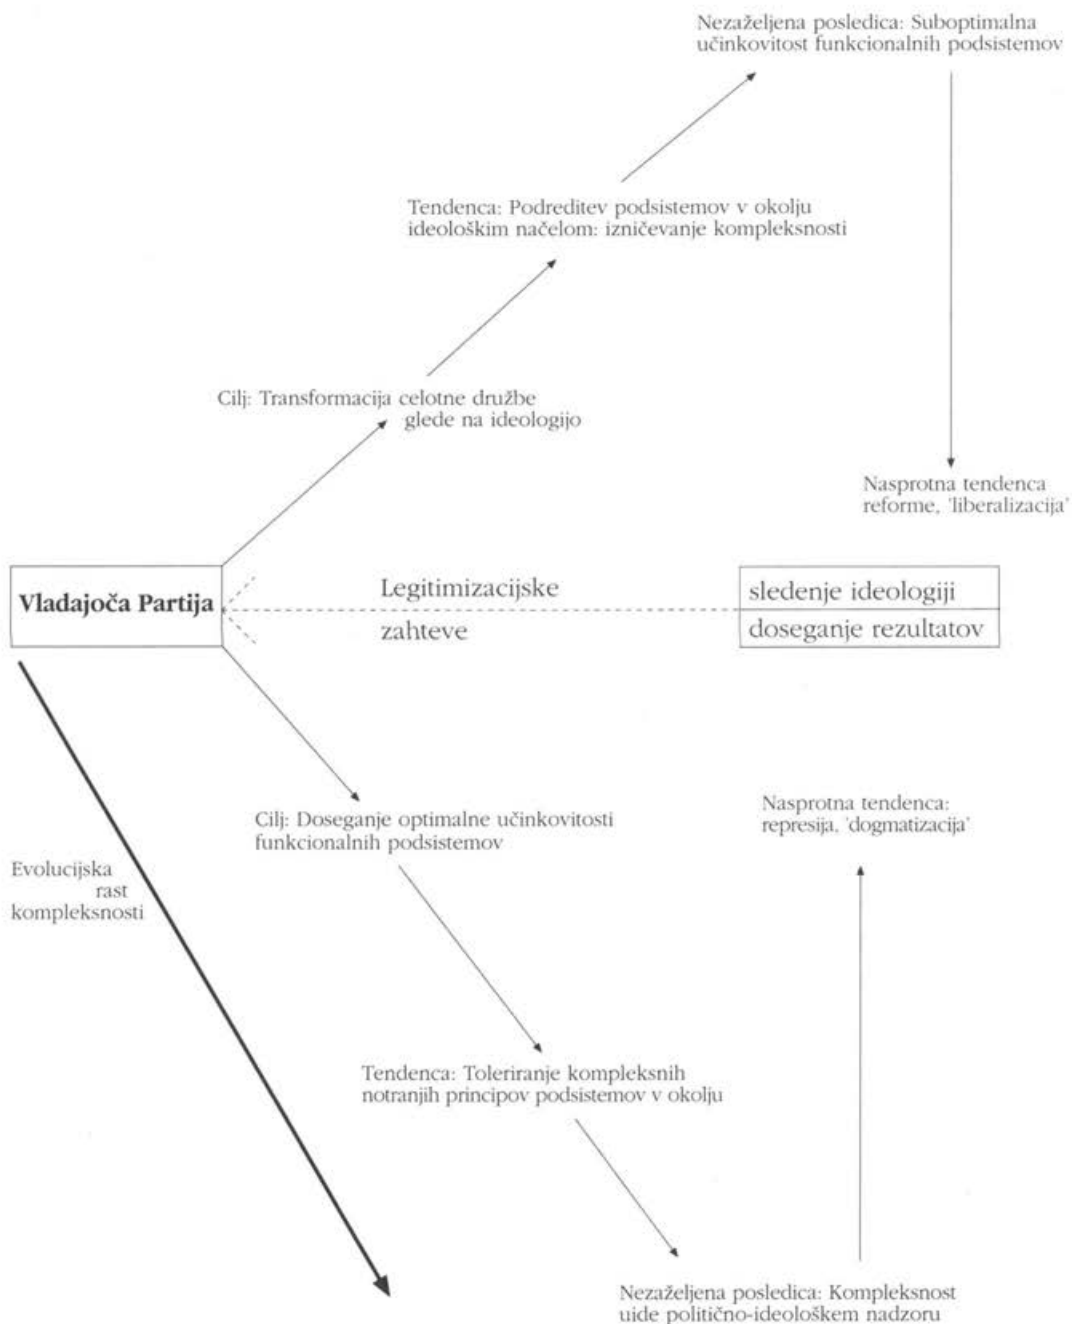 Nezaželjena posledica: Suboptimalna
učinkovitost funkcionalnih podsistemov
Tendenca: Podreditev podsistemov v okolju
ideološkim načelom: izničevanje kompleksnosti
Cilj: Transformacija celotne družbe
glede na ideologijo
Nasprotna tendenca
reforme, 'liberalizacija'
Vladajoča Partija
Legitimizacijske
zahteve
sledenje ideologiji
doseganje rezultatov
Cilj: Doseganje optimalne učinkovitosti
funkcionalnih podsistemov
Nasprotna tendenca:
represija, 'dogmatizacija'
Evolucijska
rast
kompleksnosti
Tendenca: Toleriranje kompleksnih
notranjih principov podsistemov v okolju
Nezaželjena posledica: Kompleksnost
uide politično-ideološkem nadzoru